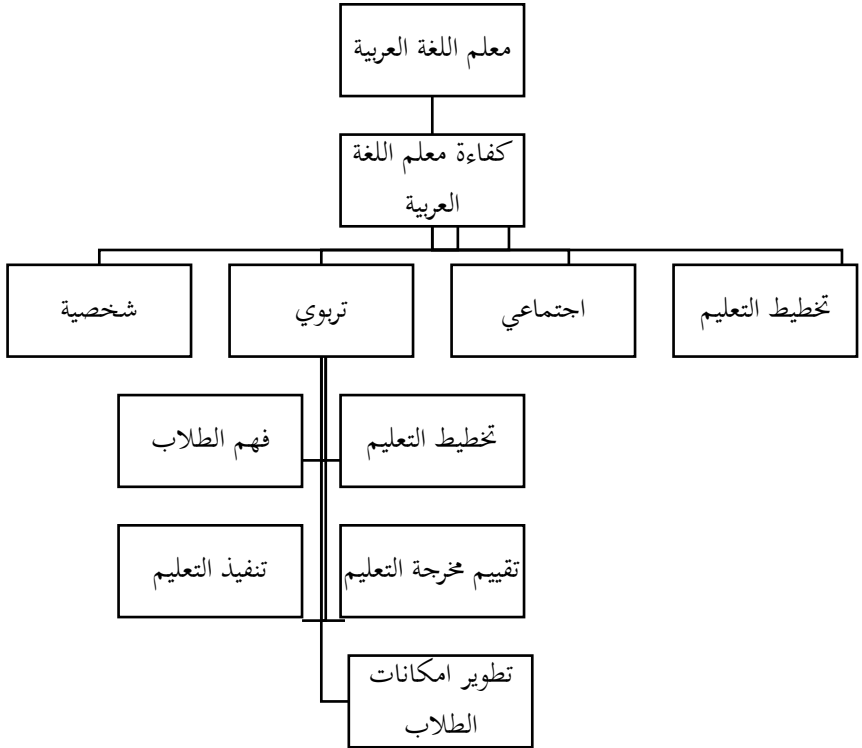 معلم اللغة العربية
كفاءة معلم اللغة
العربية
تخطيط التعليم
اجتماعي
تربوي
شخصية
تخطيط التعليم
فهم الطلاب
تقييم مخرجة التعليم
تنفيذ التعليم
تطوير امكانات
الطلاب